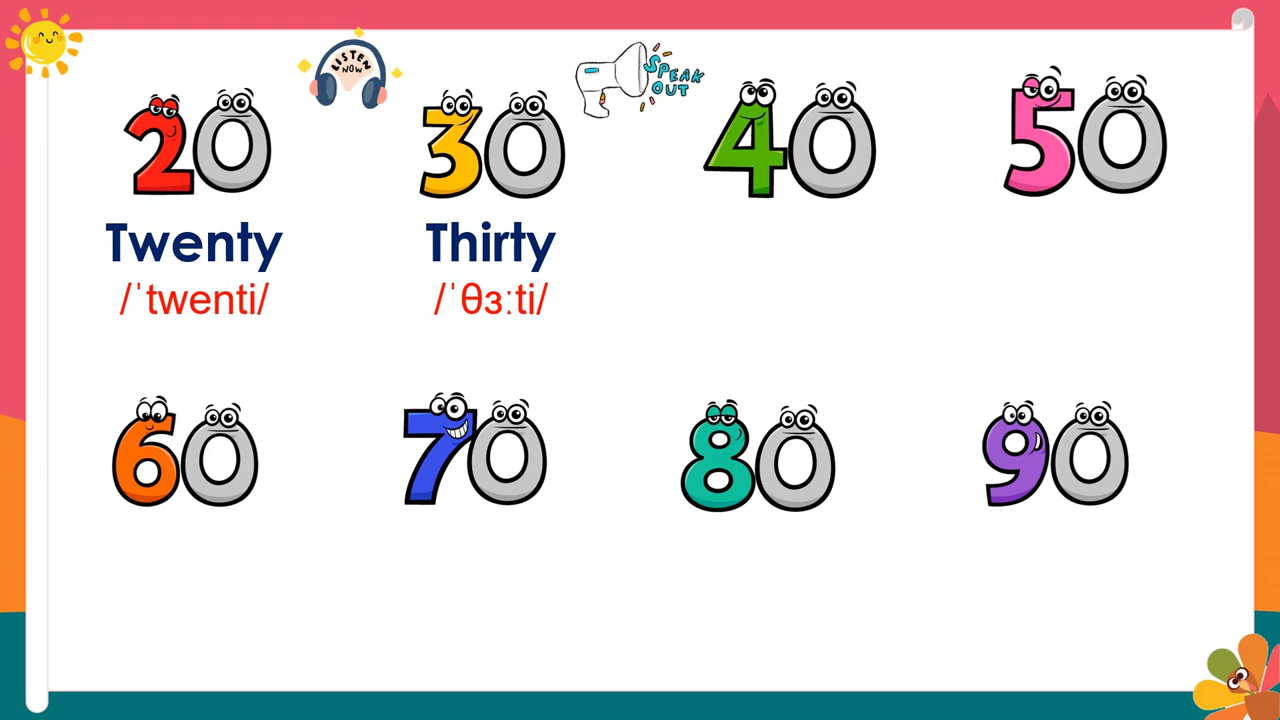 LISTEN
NOW
SPEAK
OUT
20 30 40 50
Twenty Thirty
/ˈtwenti/ /ˈθɜːti/
60 70 80 90